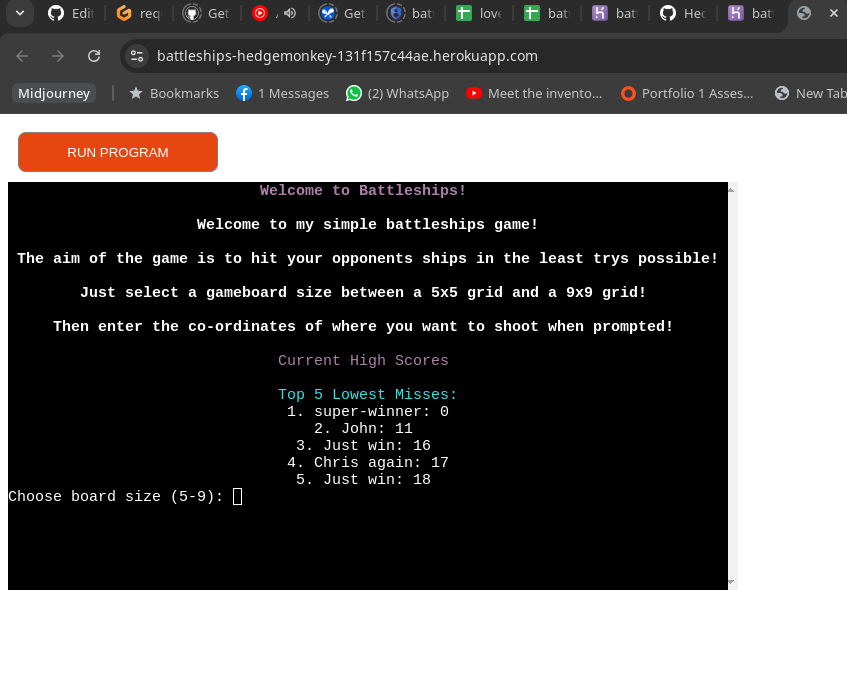 Edit
req
Get
Get
bat
love
bat
bat
Hec
bat
battleships-hedgemonkey-131f157c44ae.herokuapp.com
Midjourney
Bookmarks
1 Messages
(2) WhatsApp
Meet the invento...
Portfolio 1 Asses...
New Tab
RUN PROGRAM
Welcome to Battleships!
Welcome to my simple battleships game!
The aim of the game is to hit your opponents ships in the least trys possible!
Just select a gameboard size between a 5x5 grid and a 9x9 grid!
Then enter the co-ordinates of where you want to shoot when prompted!
Current High Scores
Top 5 Lowest Misses:
1. super-winner: 0
2. John: 11
3. Just win: 16
4. Chris again: 17
5. Just win: 18
Choose board size (5-9):